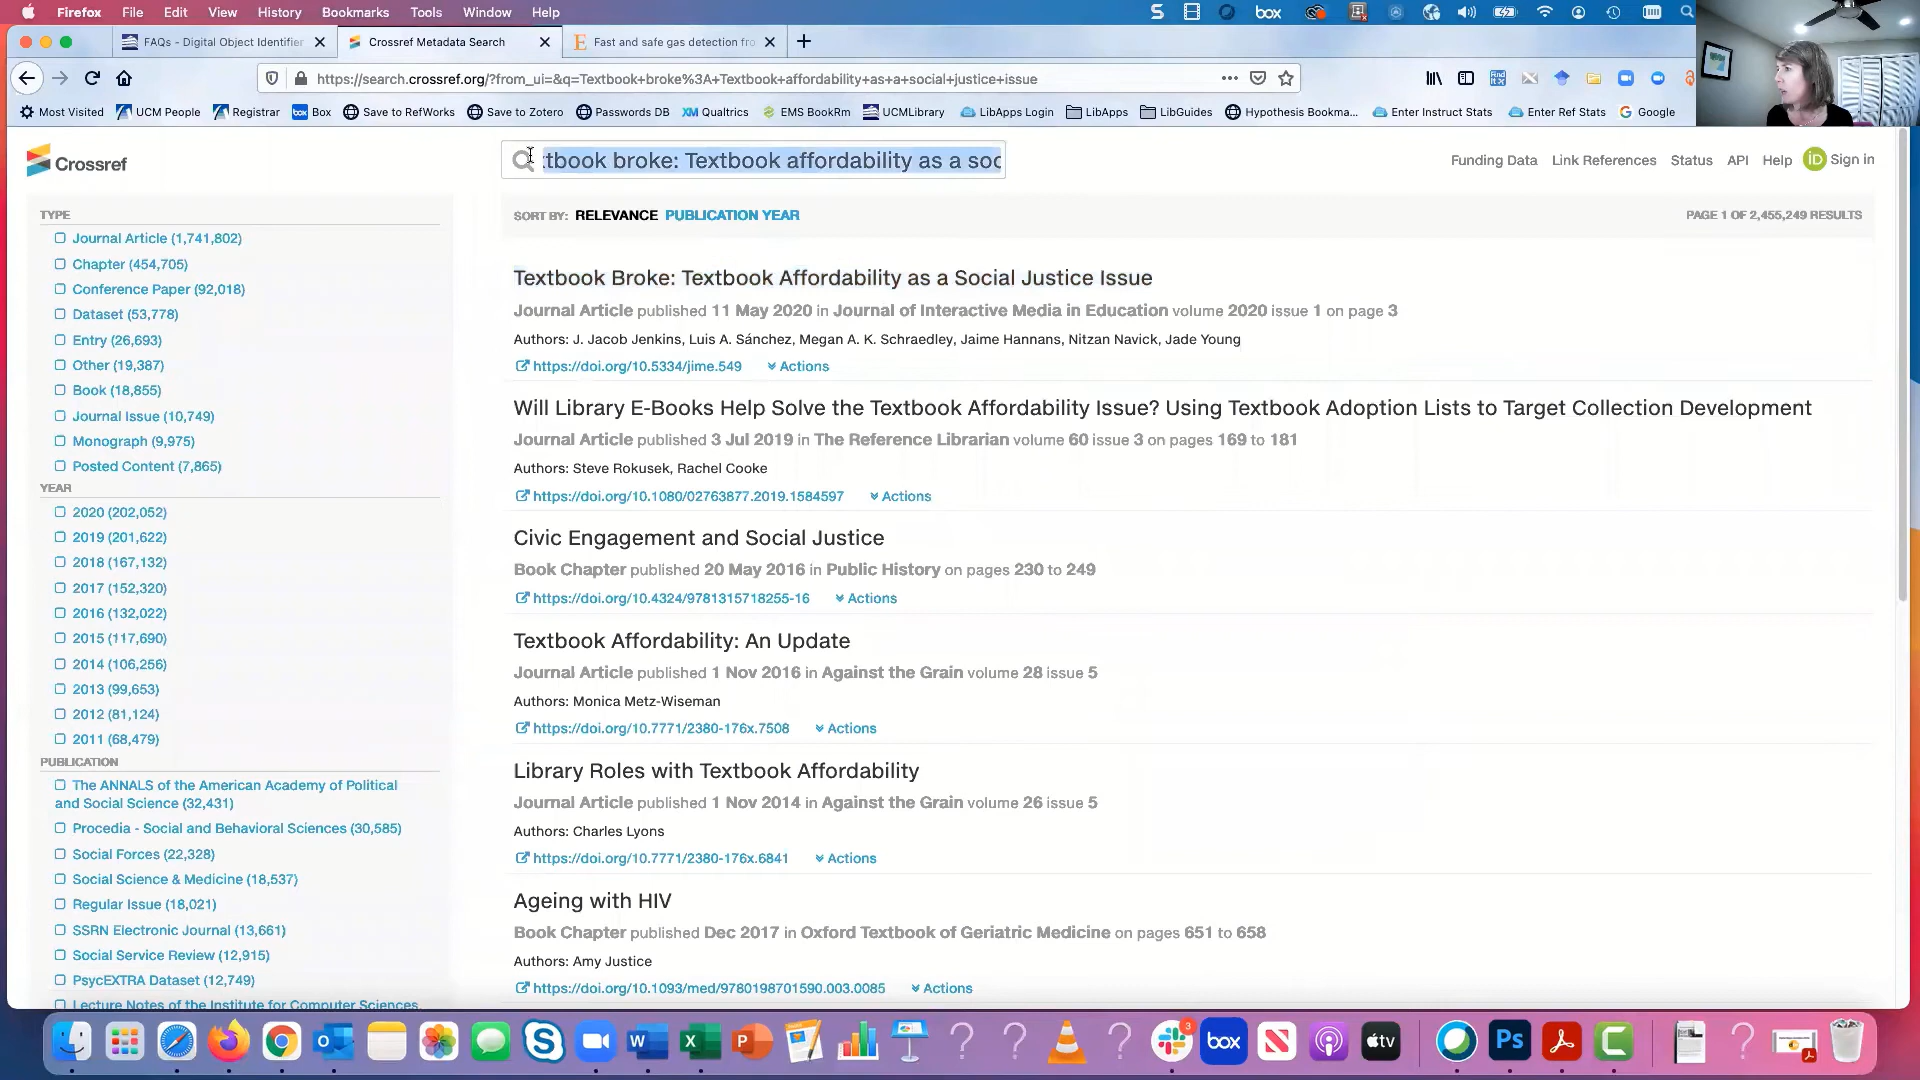 Firefox File Edit View History Bookmarks Tools Window Help box
FAQs - Digital Object Identifier
Crossref Metadata Search
Fast and safe gas detection fro
https://search.crossref.org/?from_ui=&q=Textbook+broke%3A+Textbook+affordability+as+a+social+justice+issue
Most Visited UCM People Registrar Box Save to RefWorks Save to Zotero Passwords DB Qualtrics EMS BookRm UCMLibrary LibApps Login LibApps LibGuides Hypothesis Bookma... Enter Instruct Stats Enter Ref Stats Google
Crossref
tbook broke: Textbook affordability as a soc
Funding Data Link References Status API Help iD Sign in
SORT BY: RELEVANCE PUBLICATION YEAR
PAGE 1 OF 2,455,249 RESULTS
TYPE
Journal Article (1,741,802)
Chapter (454,705)
Conference Paper (92,018)
Dataset (53,778)
Entry (26,693)
Other (19,387)
Book (18,855)
Journal Issue (10,749)
Monograph (9,975)
Posted Content (7,865)
YEAR
2020 (202,052)
2019 (201,622)
2018 (167,132)
2017 (152,320)
2016 (132,022)
2015 (117,690)
2014 (106,256)
2013 (99,653)
2012 (81,124)
2011 (68,479)
PUBLICATION
The ANNALS of the American Academy of Political
and Social Science (32,431)
Procedia - Social and Behavioral Sciences (30,585)
Social Forces (22,328)
Social Science & Medicine (18,537)
Regular Issue (18,021)
SSRN Electronic Journal (13,661)
Social Service Review (12,915)
PsycEXTRA Dataset (12,749)
Lecture Notes of the Institute for Computer Sciences
Textbook Broke: Textbook Affordability as a Social Justice Issue
Journal Article published 11 May 2020 in Journal of Interactive Media in Education volume 2020 issue 1 on page 3
Authors: J. Jacob Jenkins, Luis A. Sánchez, Megan A. K. Schraedley, Jaime Hannans, Nitzan Navick, Jade Young
https://doi.org/10.5334/jime.549 Actions
Will Library E-Books Help Solve the Textbook Affordability Issue? Using Textbook Adoption Lists to Target Collection Development
Journal Article published 3 Jul 2019 in The Reference Librarian volume 60 issue 3 on pages 169 to 181
Authors: Steve Rokusek, Rachel Cooke
https://doi.org/10.1080/02763877.2019.1584597 Actions
Civic Engagement and Social Justice
Book Chapter published 20 May 2016 in Public History on pages 230 to 249
https://doi.org/10.4324/9781315718255-16 Actions
Textbook Affordability: An Update
Journal Article published 1 Nov 2016 in Against the Grain volume 28 issue 5
Authors: Monica Metz-Wiseman
https://doi.org/10.7771/2380-176x.7508 Actions
Library Roles with Textbook Affordability
Journal Article published 1 Nov 2014 in Against the Grain volume 26 issue 5
Authors: Charles Lyons
https://doi.org/10.7771/2380-176x.6841 Actions
Ageing with HIV
Book Chapter published Dec 2017 in Oxford Textbook of Geriatric Medicine on pages 651 to 658
Authors: Amy Justice
https://doi.org/10.1093/med/9780198701590.003.0085 Actions
3
box
tv
Ps